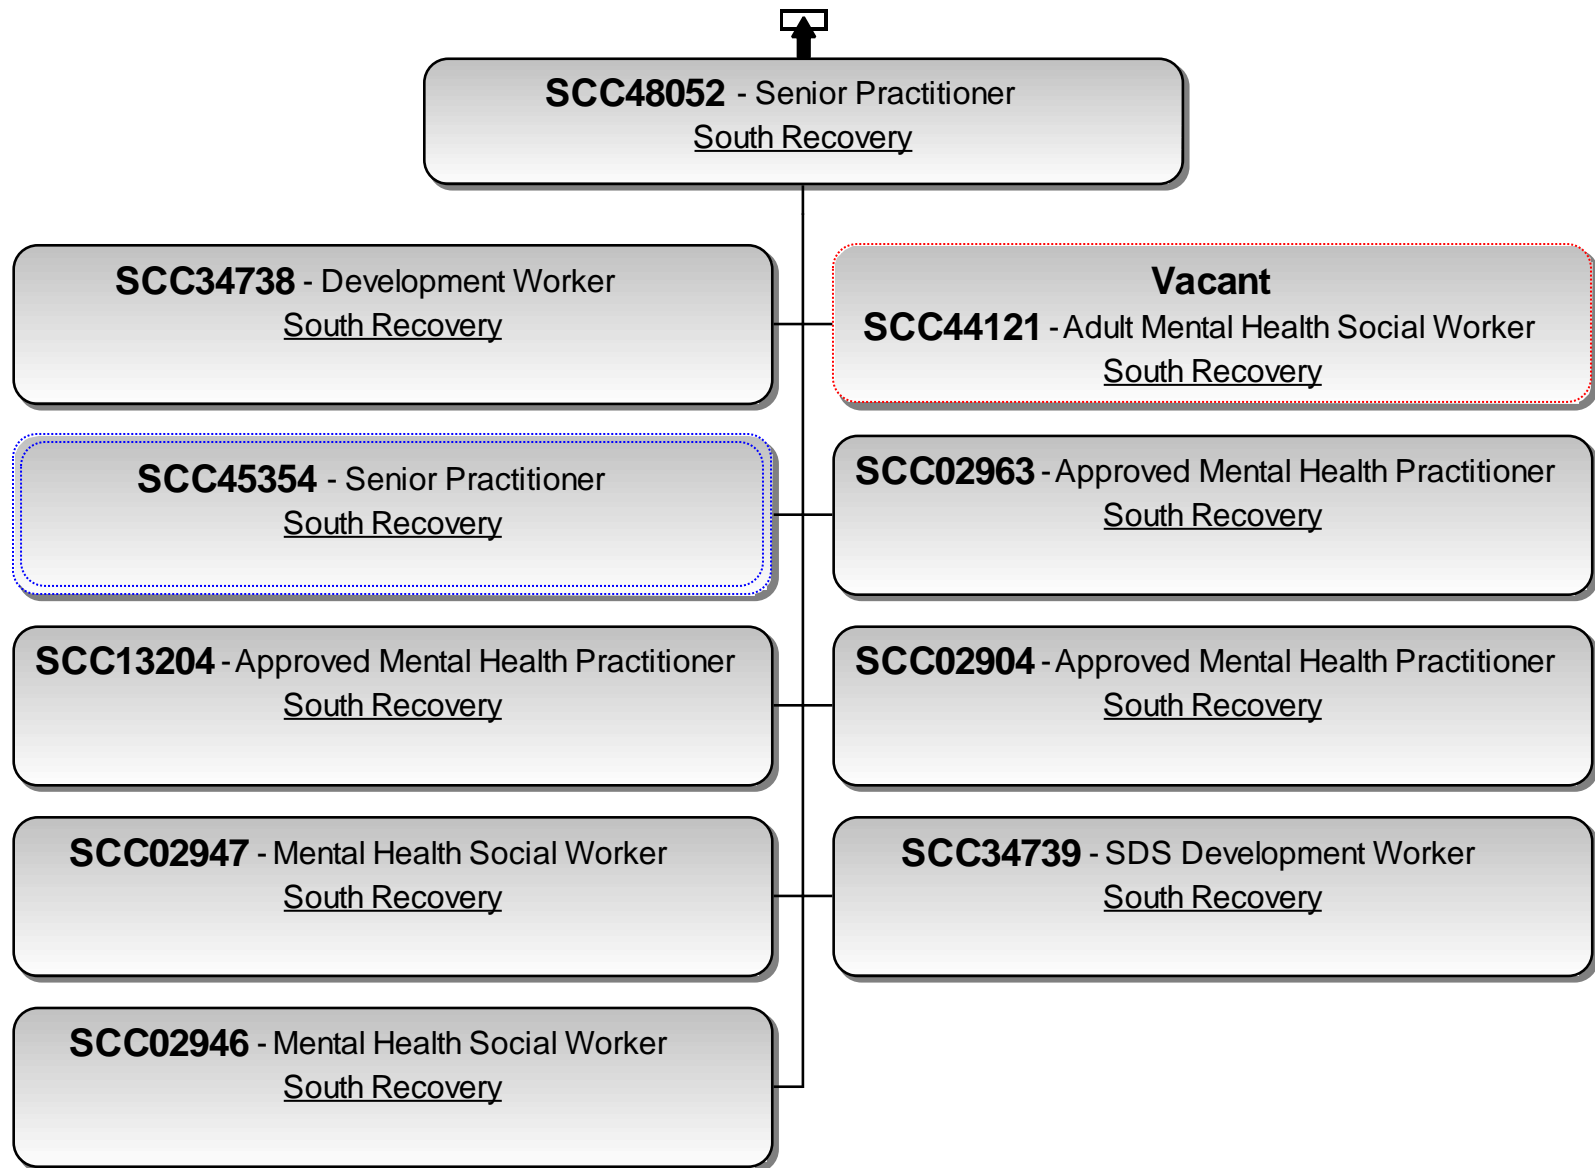 SCC48052 - Senior Practitioner
South Recovery
SCC34738 - Development Worker
South Recovery
Vacant
SCC44121 - Adult Mental Health Social Worker
South Recovery
SCC45354 - Senior Practitioner
South Recovery
SCC02963 - Approved Mental Health Practitioner
South Recovery
SCC13204 - Approved Mental Health Practitioner
South Recovery
SCC02904 - Approved Mental Health Practitioner
South Recovery
SCC02947 - Mental Health Social Worker
South Recovery
SCC34739 - SDS Development Worker
South Recovery
SCC02946 - Mental Health Social Worker
South Recovery